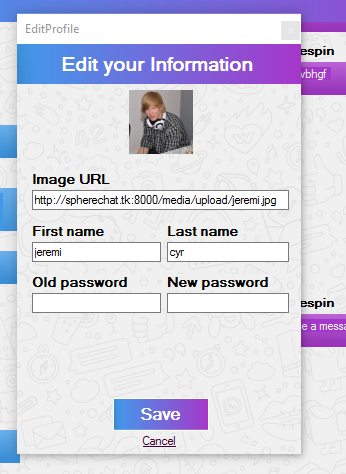 EditProfile
x
Edit your Information
espin
vbhgf
Image URL
http://spherechat.tk:8000/media/upload/jeremi.jpg
First name Last name
jeremi cyr
Old password New password
espin
e a messa
Save
Cancel